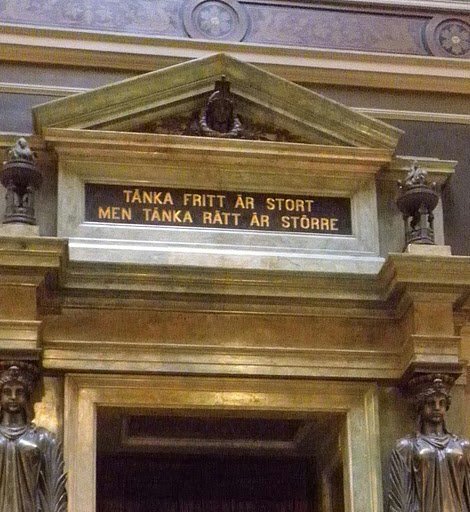 TÄNKA FRITT ÄR STORT
MEN TÄNKA RÄTT ÄR STÖRRE